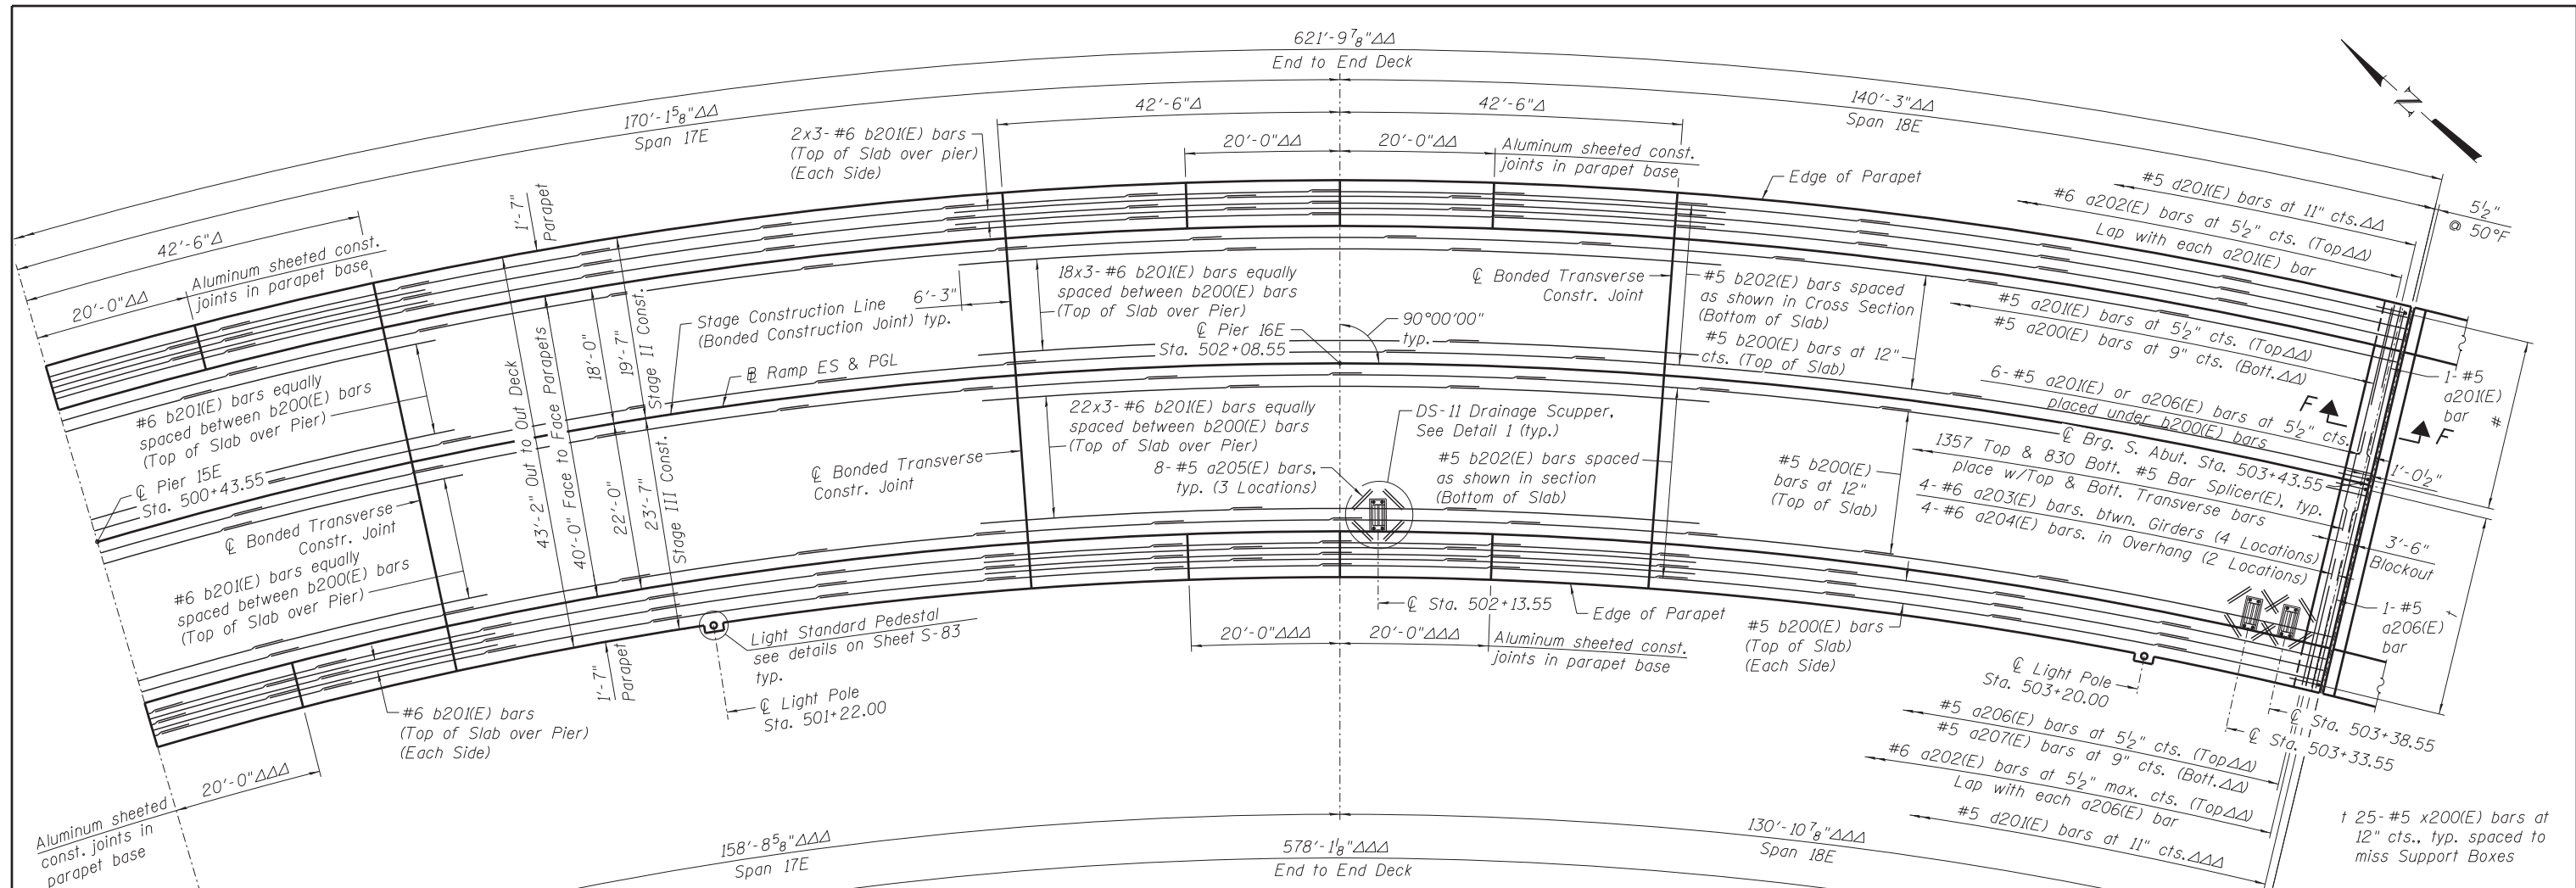 621'-9 7/8"ΔΔ
End to End Deck
170'-1 5/8"ΔΔ
Span 17E
42'-6"Δ
42'-6"Δ
140'-3"ΔΔ
Span 18E
2x3-#6 b201(E) bars
(Top of Slab over pier)
(Each Side)
20'-0"ΔΔ
20'-0"ΔΔ
Aluminum sheeted const.
joints in parapet base
Edge of Parapet
N
#5 d201(E) bars at 11" cts.ΔΔ
#6 a202(E) bars at 5 1/2" cts. (TopΔΔ)
Lap with each a201(E) bar
5 1/2"
@ 50°F
42'-6"Δ
20'-0"ΔΔ
Aluminum sheeted const.
joints in parapet base
1'-7"
Parapet
18x3-#6 b201(E) bars equally
spaced between b200(E) bars
(Top of Slab over Pier)
℄ Bonded Transverse
Constr. Joint
#5 b202(E) bars spaced
as shown in Cross Section
(Bottom of Slab)
#5 b200(E) bars at 12"
cts. (Top of Slab)
#5 a201(E) bars at 5 1/2" cts. (TopΔΔ)
#5 a200(E) bars at 9" cts. (Bott.ΔΔ)
6'-3"
typ.
Stage Construction Line
(Bonded Construction Joint)
℄ Pier 16E
Sta. 502+08.55
90°00'00"
typ.
6-#5 a201(E) or a206(E) bars at 5 1/2" cts.
placed under b200(E) bars
F
F
1-#5
a201(E)
bar
#
43'-2" Out to Out Deck
40'-0" Face to Face Parapets
18'-0"
19'-7"
Stage II Const.
22'-0"
23'-7"
Stage III Const.
℄ Ramp ES & PGL
#6 b201(E) bars equally
spaced between b200(E) bars
(Top of Slab over Pier)
℄ Pier 15E
Sta. 500+43.55
22x3-#6 b201(E) bars equally
spaced between b200(E) bars
(Top of Slab over Pier)
DS-11 Drainage Scupper,
See Detail 1 (typ.)
℄ Brg. S. Abut. Sta. 503+43.55
1'-0 1/2"
1357 Top & 830 Bott. #5 Bar Splicer(E), typ.
place w/Top & Bott. Transverse bars
℄ Bonded Transverse
Constr. Joint
8-#5 a205(E) bars,
typ. (3 Locations)
#5 b202(E) bars spaced
as shown in section
(Bottom of Slab)
#5 b200(E)
bars at 12"
(Top of Slab)
4-#6 a203(E) bars. btwn. Girders (4 Locations)
4-#6 a204(E) bars. in Overhang (2 Locations)
3'-6"
Blockout
℄ Bonded Transverse
Constr. Joint
#6 b201(E) bars equally
spaced between b200(E) bars
(Top of Slab over Pier)
Light Standard Pedestal
see details on Sheet S-83
typ.
1'-7"
Parapet
℄ Light Pole
Sta. 501+22.00
℄ Sta. 502+13.55
Edge of Parapet
20'-0"ΔΔΔ
20'-0"ΔΔΔ
Aluminum sheeted const.
joints in parapet base
#5 b200(E) bars
(Top of Slab)
(Each Side)
1-#5
a206(E)
bar
†
℄ Light Pole
Sta. 503+20.00
℄ Sta. 503+38.55
℄ Sta. 503+33.55
#6 b201(E) bars
(Top of Slab over Pier)
(Each Side)
20'-0"ΔΔΔ
Aluminum sheeted
const. joints in
parapet base
#5 a206(E) bars at 5 1/2" cts. (TopΔΔ)
#5 a207(E) bars at 9" cts. (Bott.ΔΔ)
#6 a202(E) bars at 5 1/2" max. cts. (TopΔΔ)
Lap with each a206(E) bar
#5 d201(E) bars at 11" cts.ΔΔΔ
158'-8 5/8"ΔΔΔ
Span 17E
578'-1 1/8"ΔΔΔ
End to End Deck
130'-10 7/8"ΔΔΔ
Span 18E
† 25-#5 x200(E) bars at
12" cts., typ. spaced to
miss Support Boxes